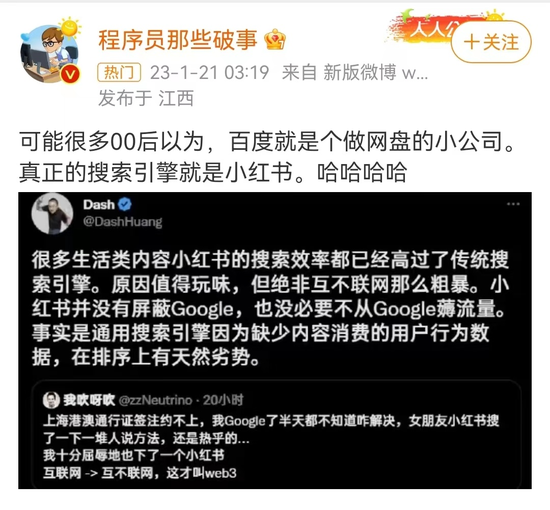 程序员那些破事
人人公
+关注
热门 23-1-21 03:19 来自 新版微博 w...
发布于 江西
可能很多00后以为，百度就是个做网盘的小公司。
真正的搜索引擎就是小红书。哈哈哈哈
Dash
@DashHuang
很多生活类内容小红书的搜索效率都已经高过了传统搜
索引擎。原因值得玩味，但绝非互不联网那么粗暴。小
红书并没有屏蔽Google，也没必要不从Google薅流量。
事实是通用搜索引擎因为缺少内容消费的用户行为数
据，在排序上有天然劣势。
我吹呀吹 @zzNeutrino · 20小时
上海港澳通行证签注约不上，我Google了半天都不知道咋解决，女朋友小红书搜
了一下一堆人说方法，还是热乎的...
我十分屈辱地也下了一个小红书
互联网 -> 互不联网，这才叫web3